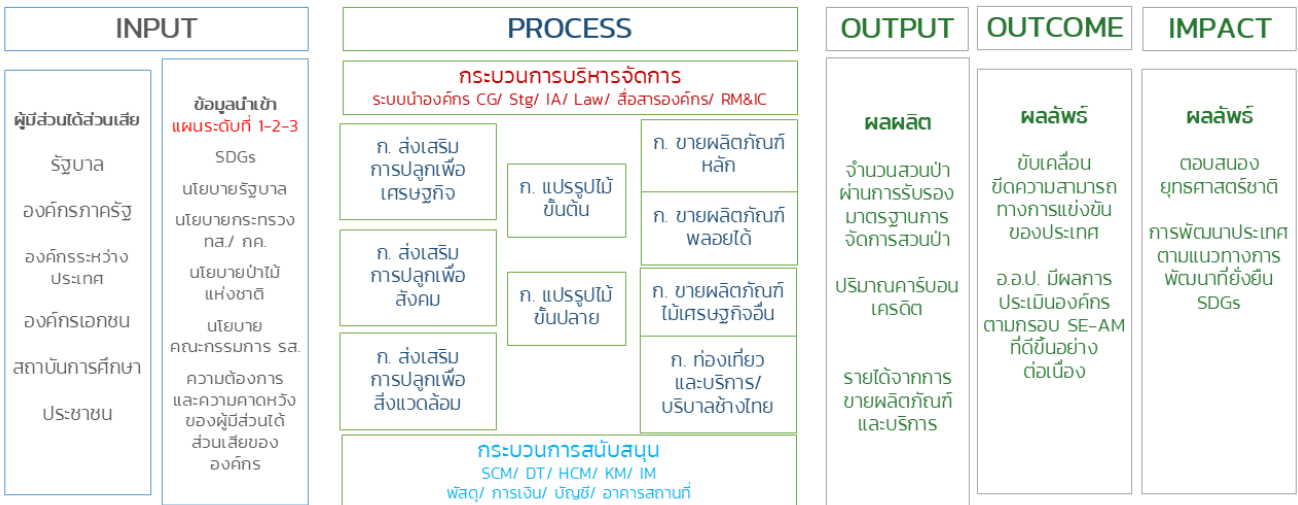 INPUT
ผู้มีส่วนได้ส่วนเสีย
รัฐบาล
องค์กรภาครัฐ
องค์กรระหว่าง
ประเทศ
องค์กรเอกชน
สถาบันการศึกษา
ประชาชน
ข้อมูลนำเข้า
แผนระดับที่ 1-2-3
SDGs
นโยบายรัฐบาล
นโยบายกระทรวง
ทส./ กค.
นโยบายป่าไม้
แห่งชาติ
นโยบาย
คณะกรรมการ รส.
ความต้องการ
และความคาดหวัง
ของผู้มีส่วนได้
ส่วนเสียของ
องค์กร
PROCESS
กระบวนการบริหารจัดการ
ระบบนำองค์กร CG/ Stg/ IA/ Law/ สื่อสารองค์กร/ RM&IC
ก. ส่งเสริม
การปลูกเพื่อ
เศรษฐกิจ
ก. ส่งเสริม
การปลูกเพื่อ
สังคม
ก. ส่งเสริม
การปลูกเพื่อ
สิ่งแวดล้อม
ก. แปรรูปไม้
ขั้นต้น
ก. แปรรูปไม้
ขั้นปลาย
ก. ขายผลิตภัณฑ์
หลัก
ก. ขายผลิตภัณฑ์
พลอยได้
ก. ขายผลิตภัณฑ์
ไม้เศรษฐกิจอื่น
ก. ท่องเที่ยว
และบริการ/
บริบาลช้างไทย
กระบวนการสนับสนุน
SCM/ DT/ HCM/ KM/ IM
พัสดุ/ การเงิน/ บัญชี/ อาคารสถานที่
OUTPUT
ผลผลิต
จำนวนสวนป่า
ผ่านการรับรอง
มาตรฐานการ
จัดการสวนป่า
ปริมาณคาร์บอน
เครดิต
รายได้จากการ
ขายผลิตภัณฑ์
และบริการ
OUTCOME
ผลลัพธ์
ขับเคลื่อน
ขีดความสามารถ
ทางการแข่งขัน
ของประเทศ
อ.อ.ป. มีผลการ
ประเมินองค์กร
ตามกรอบ SE-AM
ที่ดีขึ้นอย่าง
ต่อเนื่อง
IMPACT
ผลลัพธ์
ตอบสนอง
ยุทธศาสตร์ชาติ
การพัฒนาประเทศ
ตามแนวทางการ
พัฒนาที่ยั่งยืน
SDGs